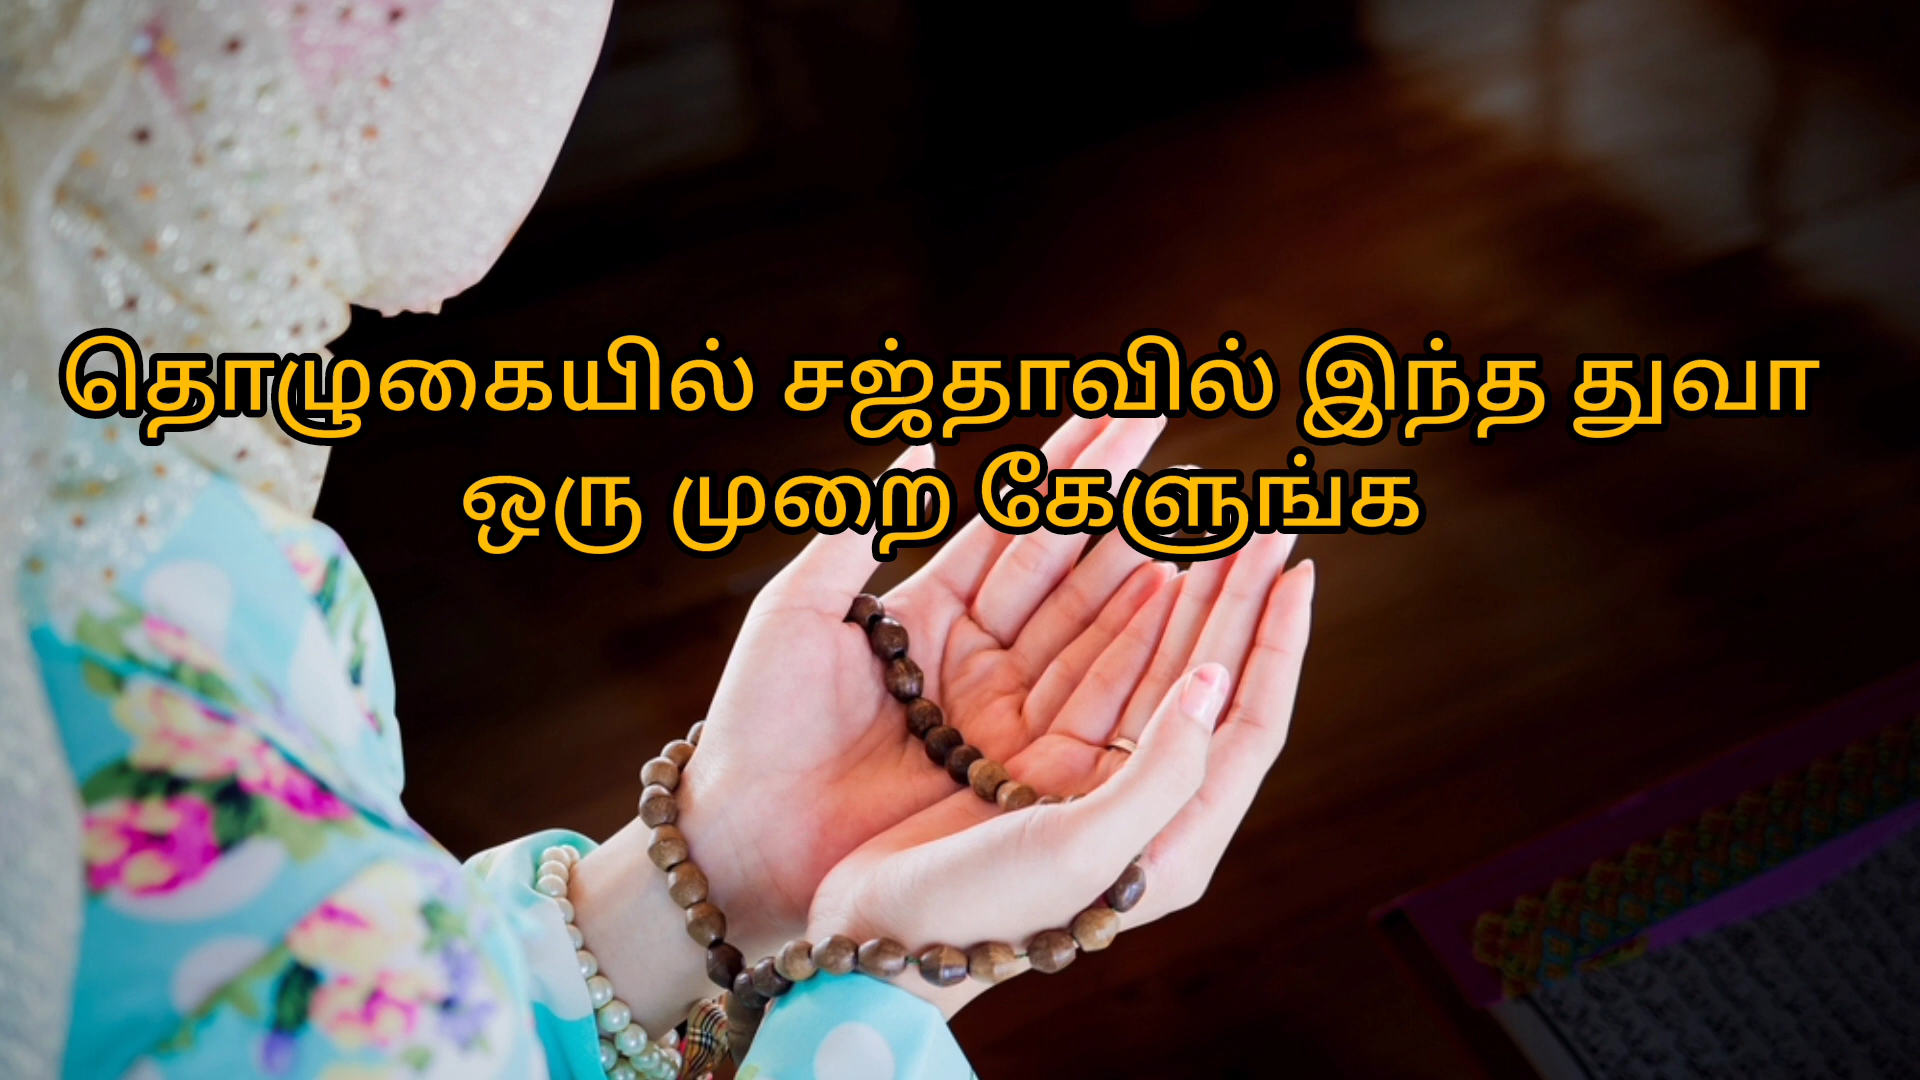 தொழுகையில் சஜ்தாவில் இந்த துவா
ஒரு முறை கேளுங்க